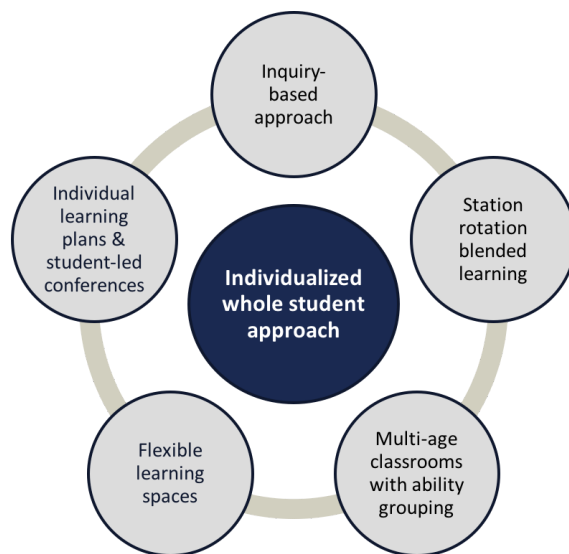 Inquiry-
based
approach
Station
rotation
blended
learning
Multi-age
classrooms
with ability
grouping
Flexible
learning
spaces
Individual
learning
plans &
student-led
conferences
Individualized
whole student
approach